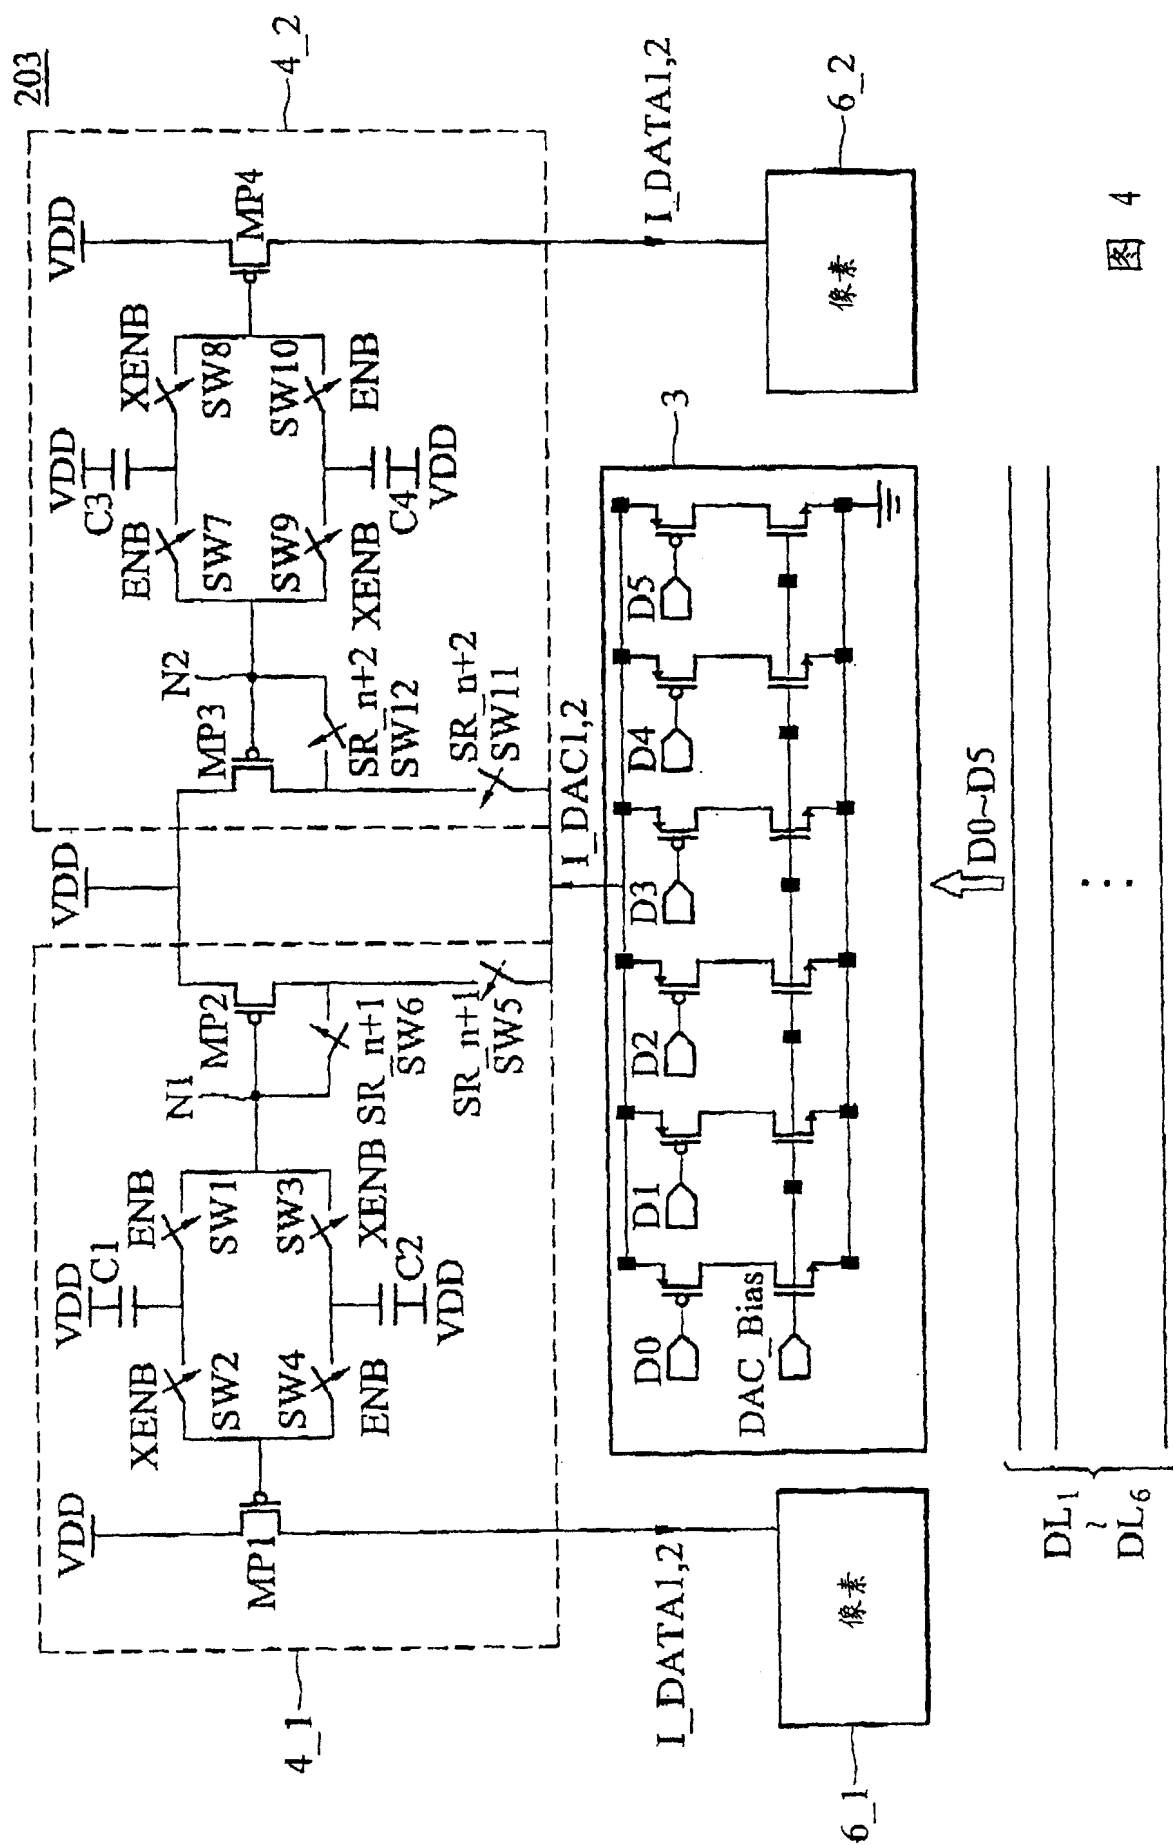 203
4_1
4_2
VDD
MP1
XENB
SW2
SW4
ENB
VDD
C1
C2
VDD
ENB
SW1
SW3
XENB
N1
MP2
SR_n+1
SW6
SR_n+1
SW5
VDD
N2
MP3
SR_n+2
SW12
SR_n+2
SW11
ENB
SW7
SW9
XENB
VDD
C3
C4
VDD
XENB
SW8
SW10
ENB
VDD
MP4
I_DATA1,2
I_DAC1,2
I_DATA1,2
像素
6_1
3
D0
D1
D2
D3
D4
D5
DAC_Bias
像素
6_2
D0~D5
DL1
~
DL6
...
图 4